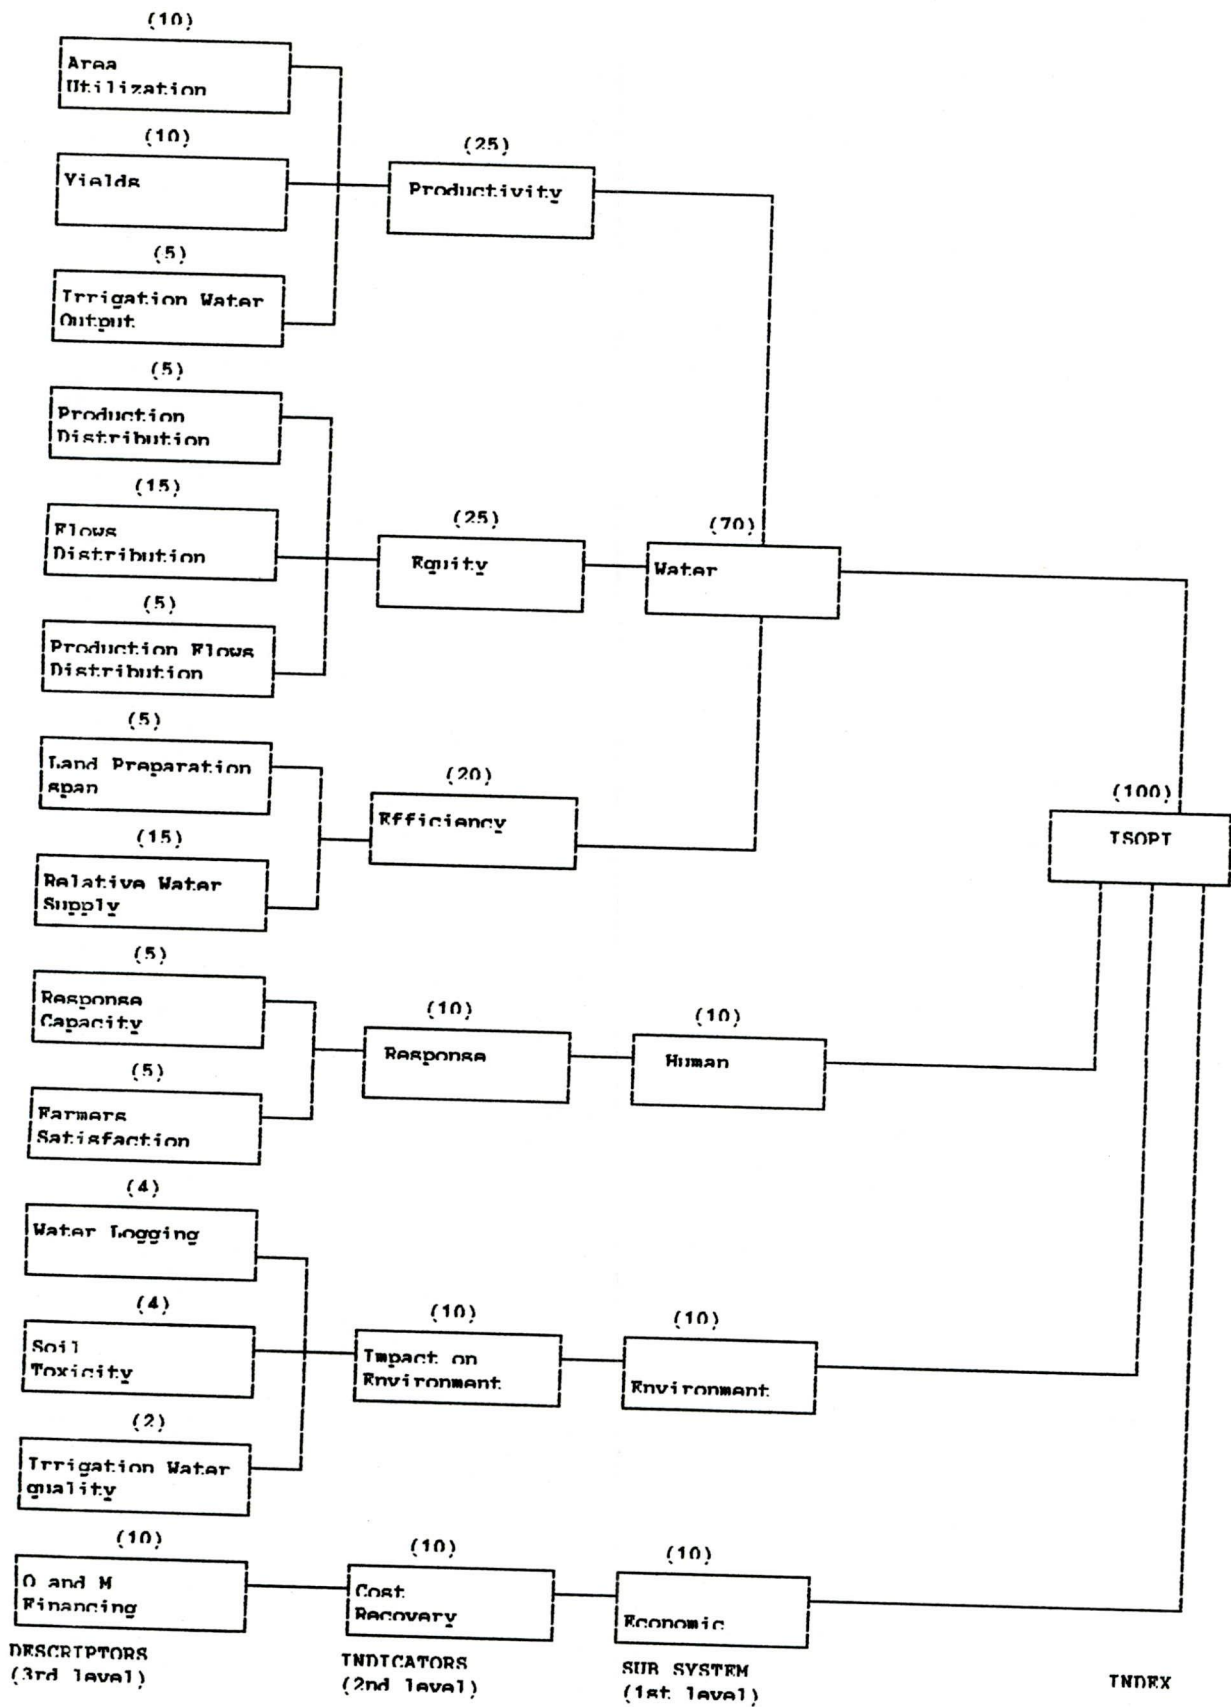 (10)
Area
Utilization
(10)
Yields
(5)
Irrigation Water
Output
(25)
Productivity
(5)
Production
Distribution
(15)
Flows
Distribution
(5)
Production Flows
Distribution
(25)
Equity
(70)
Water
(5)
Land Preparation
span
(15)
Relative Water
Supply
(20)
Efficiency
(100)
ISOPI
(5)
Response
Capacity
(5)
Farmers
Satisfaction
(10)
Response
(10)
Human
(4)
Water Logging
(4)
Soil
Toxicity
(2)
Irrigation Water
quality
(10)
Impact on
Environment
(10)
Environment
(10)
O and M
Financing
(10)
Cost
Recovery
(10)
Economic
DESCRIPTORS
(3rd level)
INDICATORS
(2nd level)
SUB SYSTEM
(1st level)
INDEX